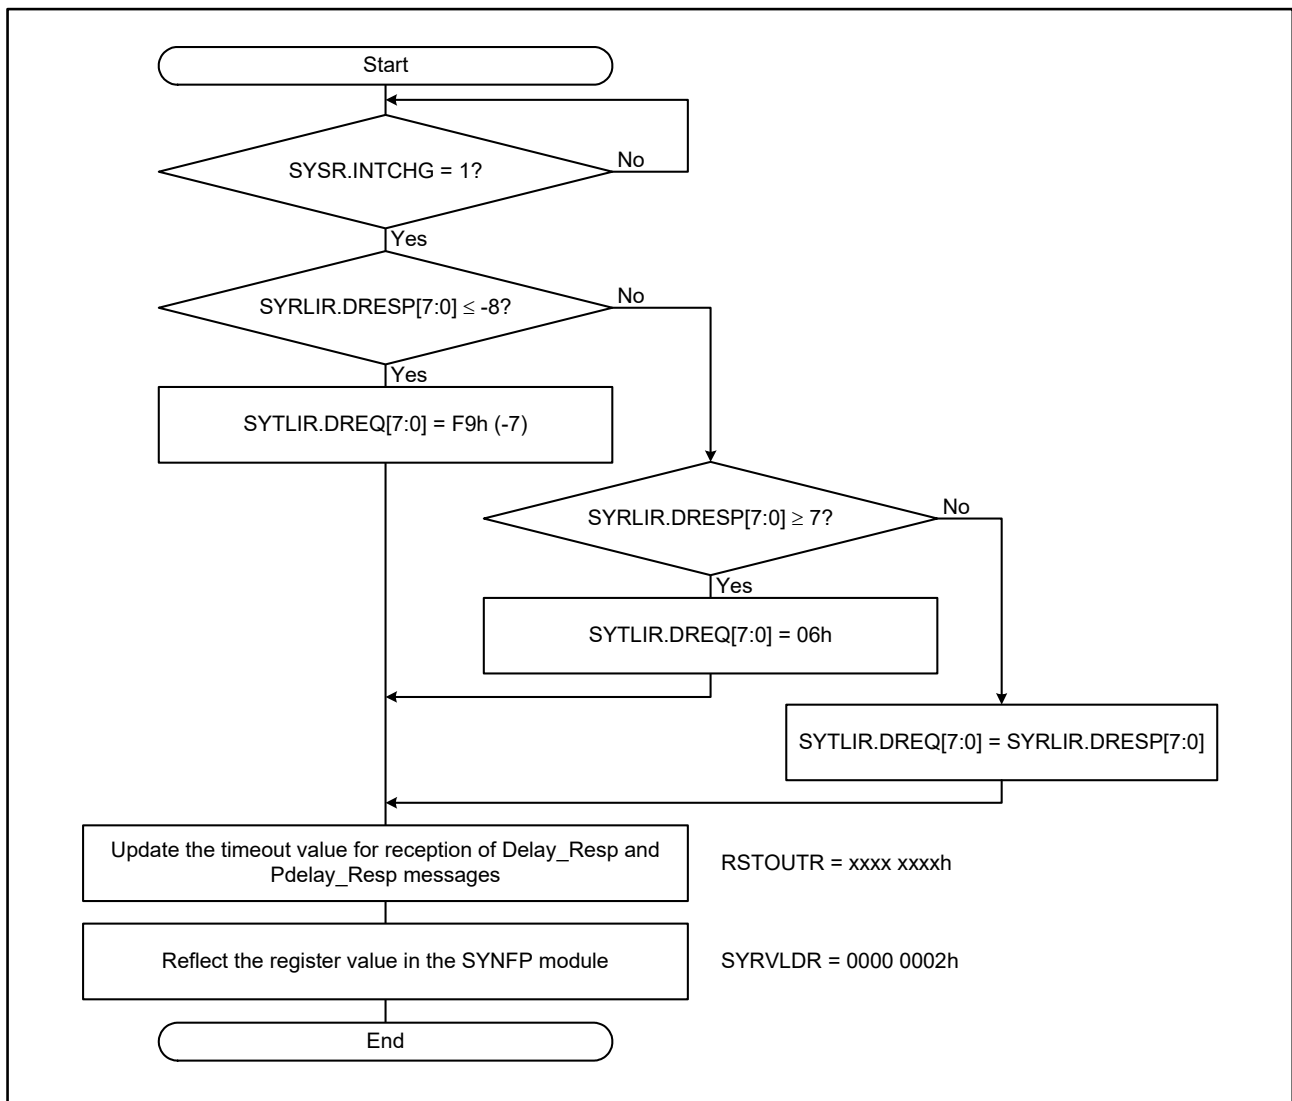 Start
SYSR.INTCHG = 1?
No
Yes
SYRLIR.DRESP[7:0] ≤ -8?
No
Yes
SYTLIR.DREQ[7:0] = F9h (-7)
SYRLIR.DRESP[7:0] ≥ 7?
No
Yes
SYTLIR.DREQ[7:0] = 06h
SYTLIR.DREQ[7:0] = SYRLIR.DRESP[7:0]
Update the timeout value for reception of Delay_Resp and
Pdelay_Resp messages
RSTOUTR = xxxx xxxxh
Reflect the register value in the SYNFP module
SYRVLDR = 0000 0002h
End